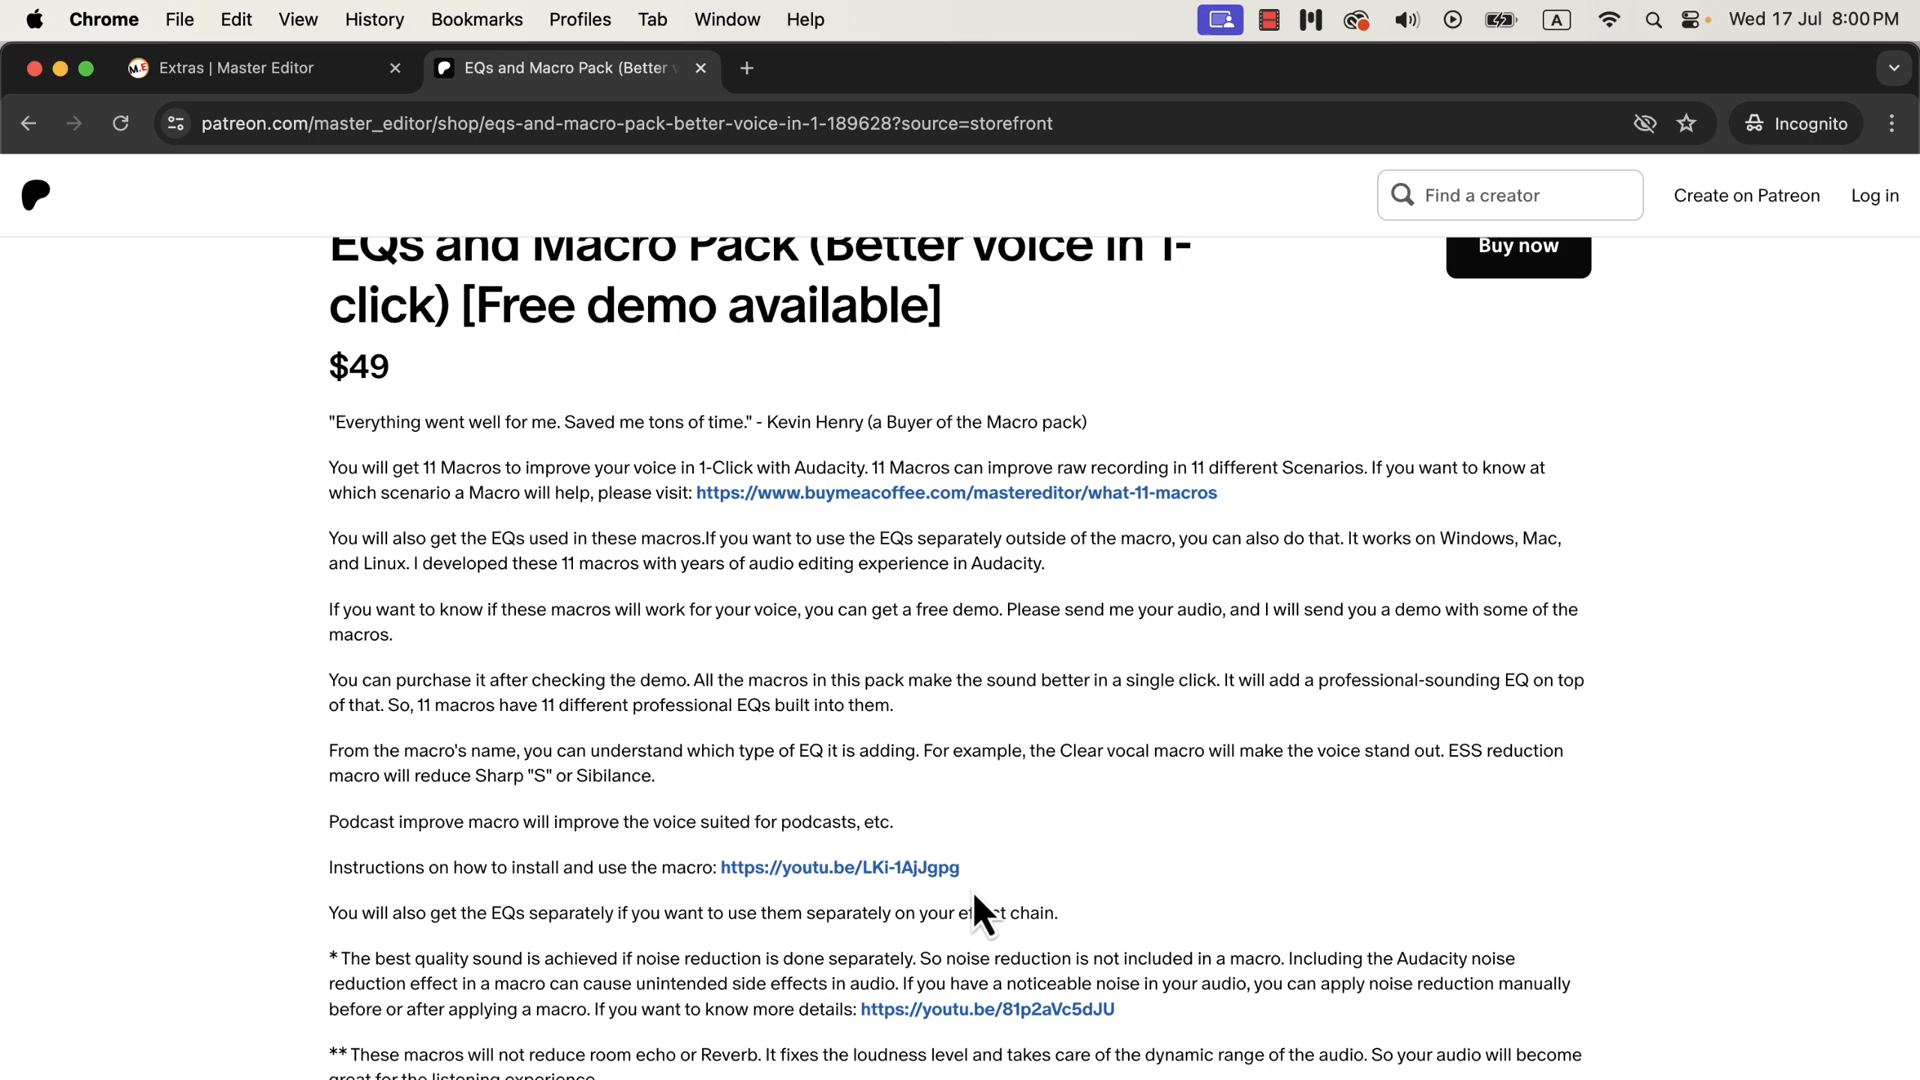 Chrome File Edit View History Bookmarks Profiles Tab Window Help A Wed 17 Jul 8:00PM
M.E Extras | Master Editor EQs and Macro Pack (Better v
patreon.com/master_editor/shop/eqs-and-macro-pack-better-voice-in-1-189628?source=storefront Incognito
Find a creator Create on Patreon Log in
EQs and Macro Pack (Better voice in 1-
click) [Free demo available]
Buy now
$49
"Everything went well for me. Saved me tons of time." - Kevin Henry (a Buyer of the Macro pack)
You will get 11 Macros to improve your voice in 1-Click with Audacity. 11 Macros can improve raw recording in 11 different Scenarios. If you want to know at
which scenario a Macro will help, please visit: https://www.buymeacoffee.com/mastereditor/what-11-macros
You will also get the EQs used in these macros.If you want to use the EQs separately outside of the macro, you can also do that. It works on Windows, Mac,
and Linux. I developed these 11 macros with years of audio editing experience in Audacity.
If you want to know if these macros will work for your voice, you can get a free demo. Please send me your audio, and I will send you a demo with some of the
macros.
You can purchase it after checking the demo. All the macros in this pack make the sound better in a single click. It will add a professional-sounding EQ on top
of that. So, 11 macros have 11 different professional EQs built into them.
From the macro's name, you can understand which type of EQ it is adding. For example, the Clear vocal macro will make the voice stand out. ESS reduction
macro will reduce Sharp "S" or Sibilance.
Podcast improve macro will improve the voice suited for podcasts, etc.
Instructions on how to install and use the macro: https://youtu.be/LKi-1AjJgpg
You will also get the EQs separately if you want to use them separately on your effect chain.
* The best quality sound is achieved if noise reduction is done separately. So noise reduction is not included in a macro. Including the Audacity noise
reduction effect in a macro can cause unintended side effects in audio. If you have a noticeable noise in your audio, you can apply noise reduction manually
before or after applying a macro. If you want to know more details: https://youtu.be/81p2aVc5dJU
** These macros will not reduce room echo or Reverb. It fixes the loudness level and takes care of the dynamic range of the audio. So your audio will become
great for the listening experience.